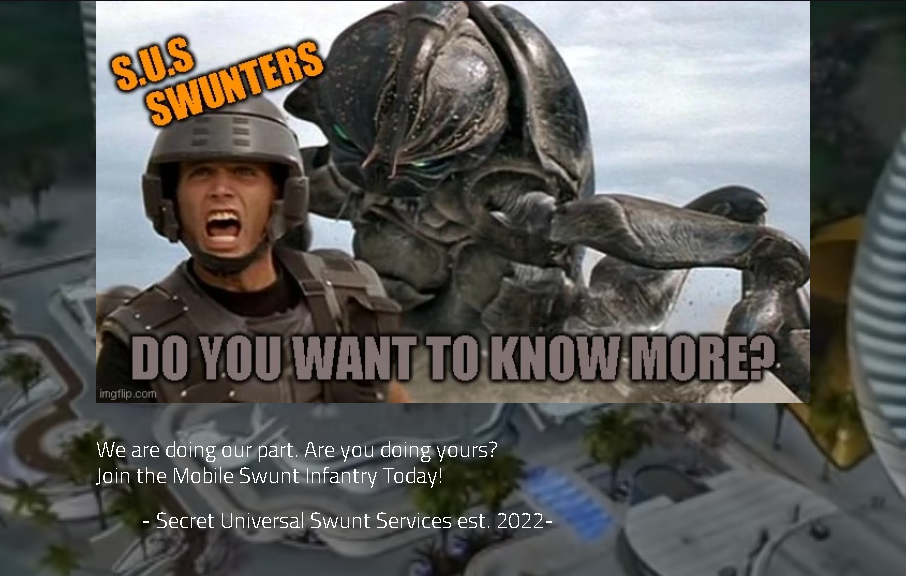 S.U.S
SWUNTERS
DO YOU WANT TO KNOW MORE?
imgflip.com
We are doing our part. Are you doing yours?
Join the Mobile Swunt Infantry Today!
- Secret Universal Swunt Services est. 2022-